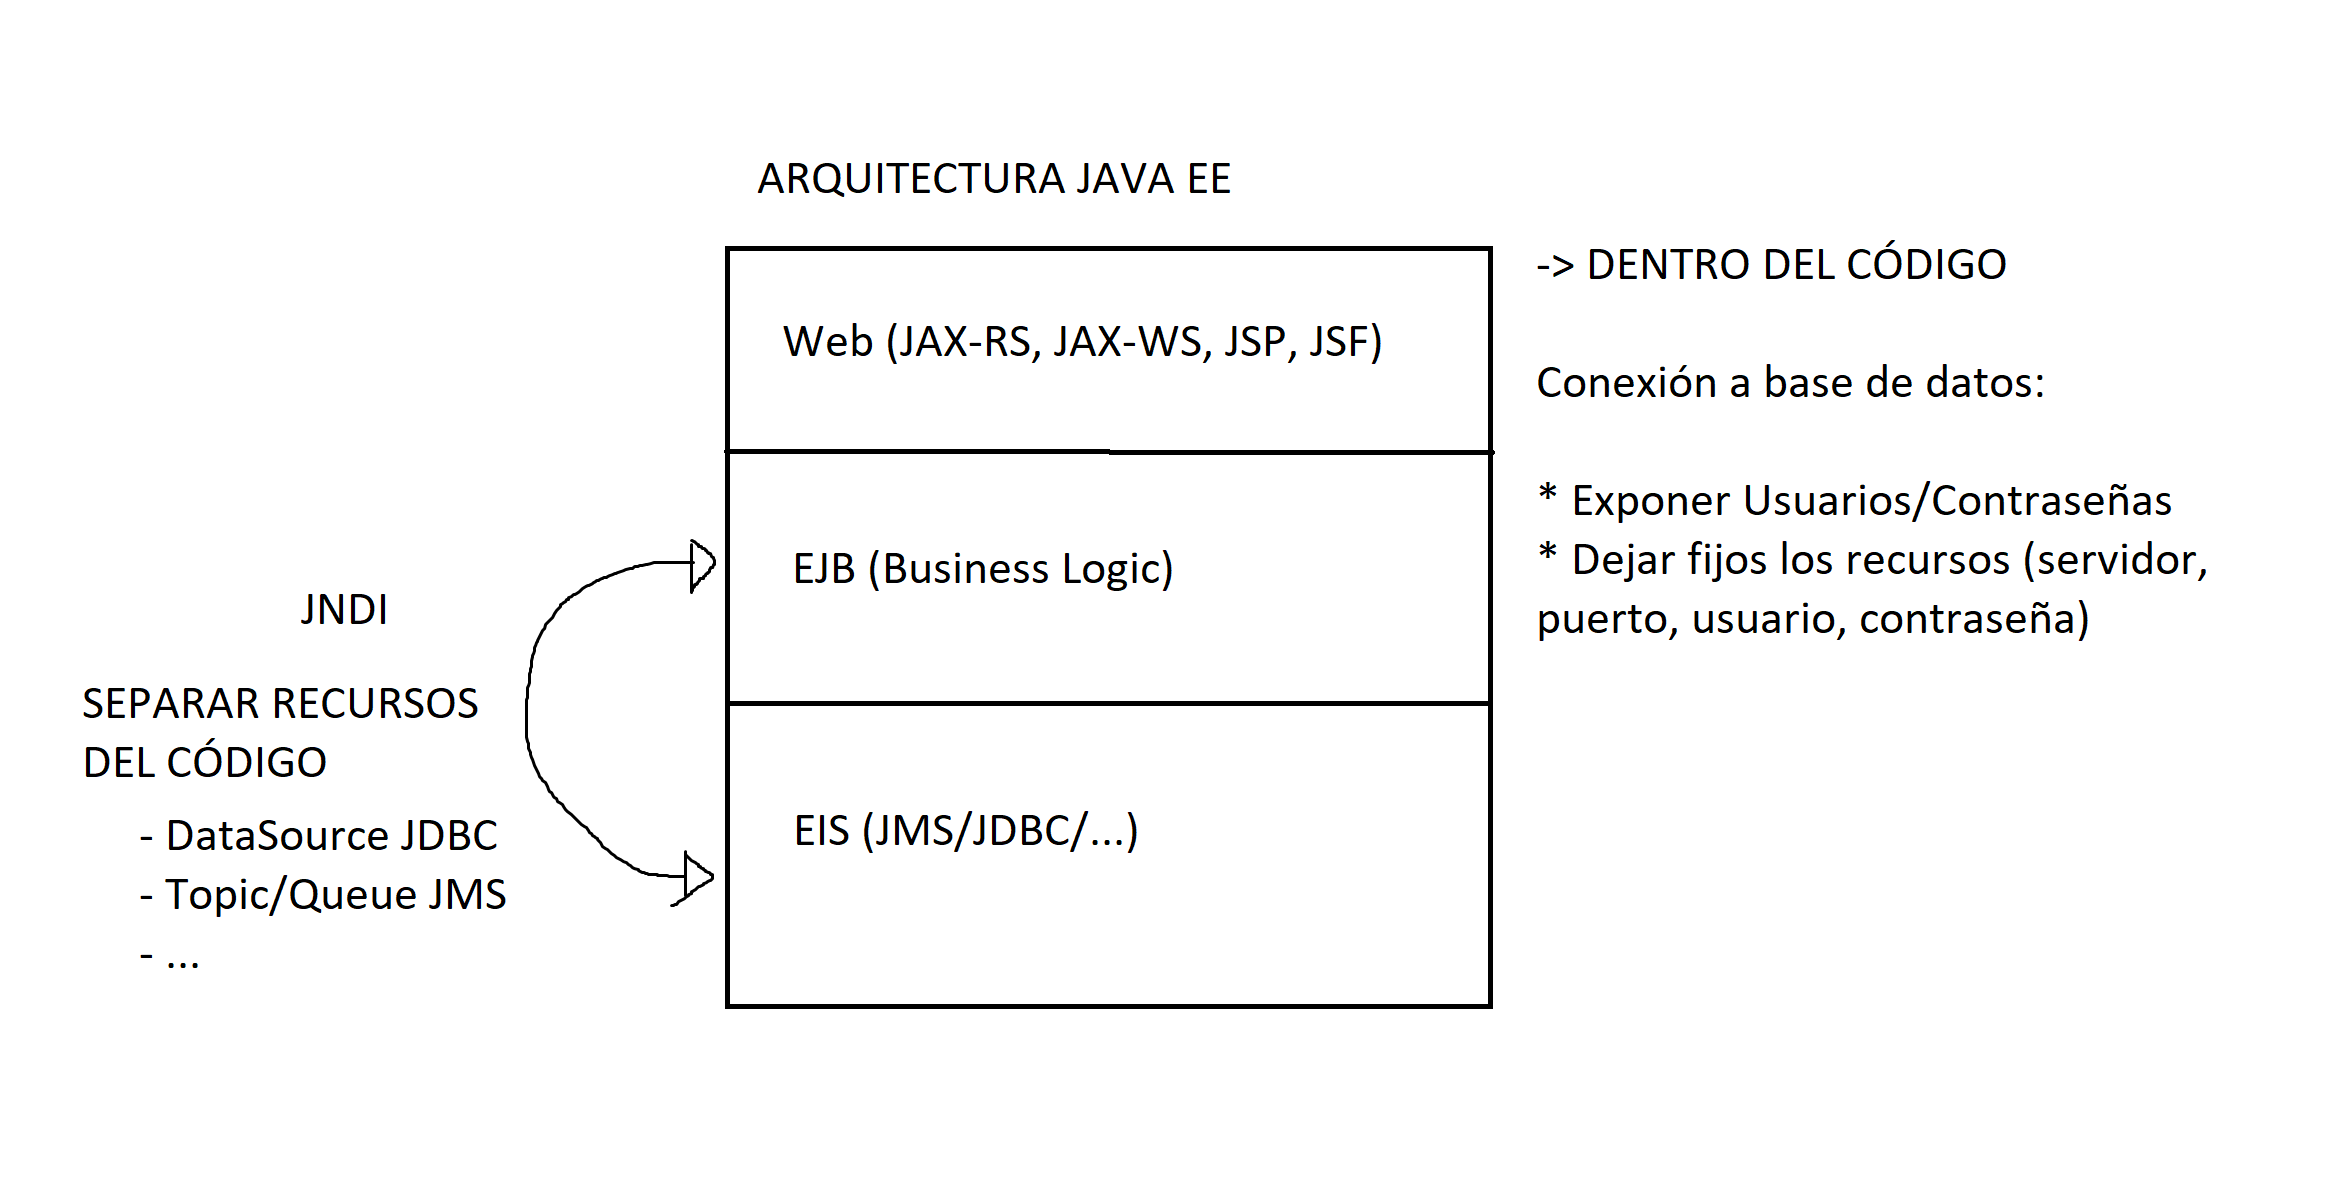 ARQUITECTURA JAVA EE
Web (JAX-RS, JAX-WS, JSP, JSF)
EJB (Business Logic)
EIS (JMS/JDBC/...)
-> DENTRO DEL CÓDIGO
Conexión a base de datos:
* Exponer Usuarios/Contraseñas
* Dejar fijos los recursos (servidor,
puerto, usuario, contraseña)
JNDI
SEPARAR RECURSOS
DEL CÓDIGO
- DataSource JDBC
- Topic/Queue JMS
- ...